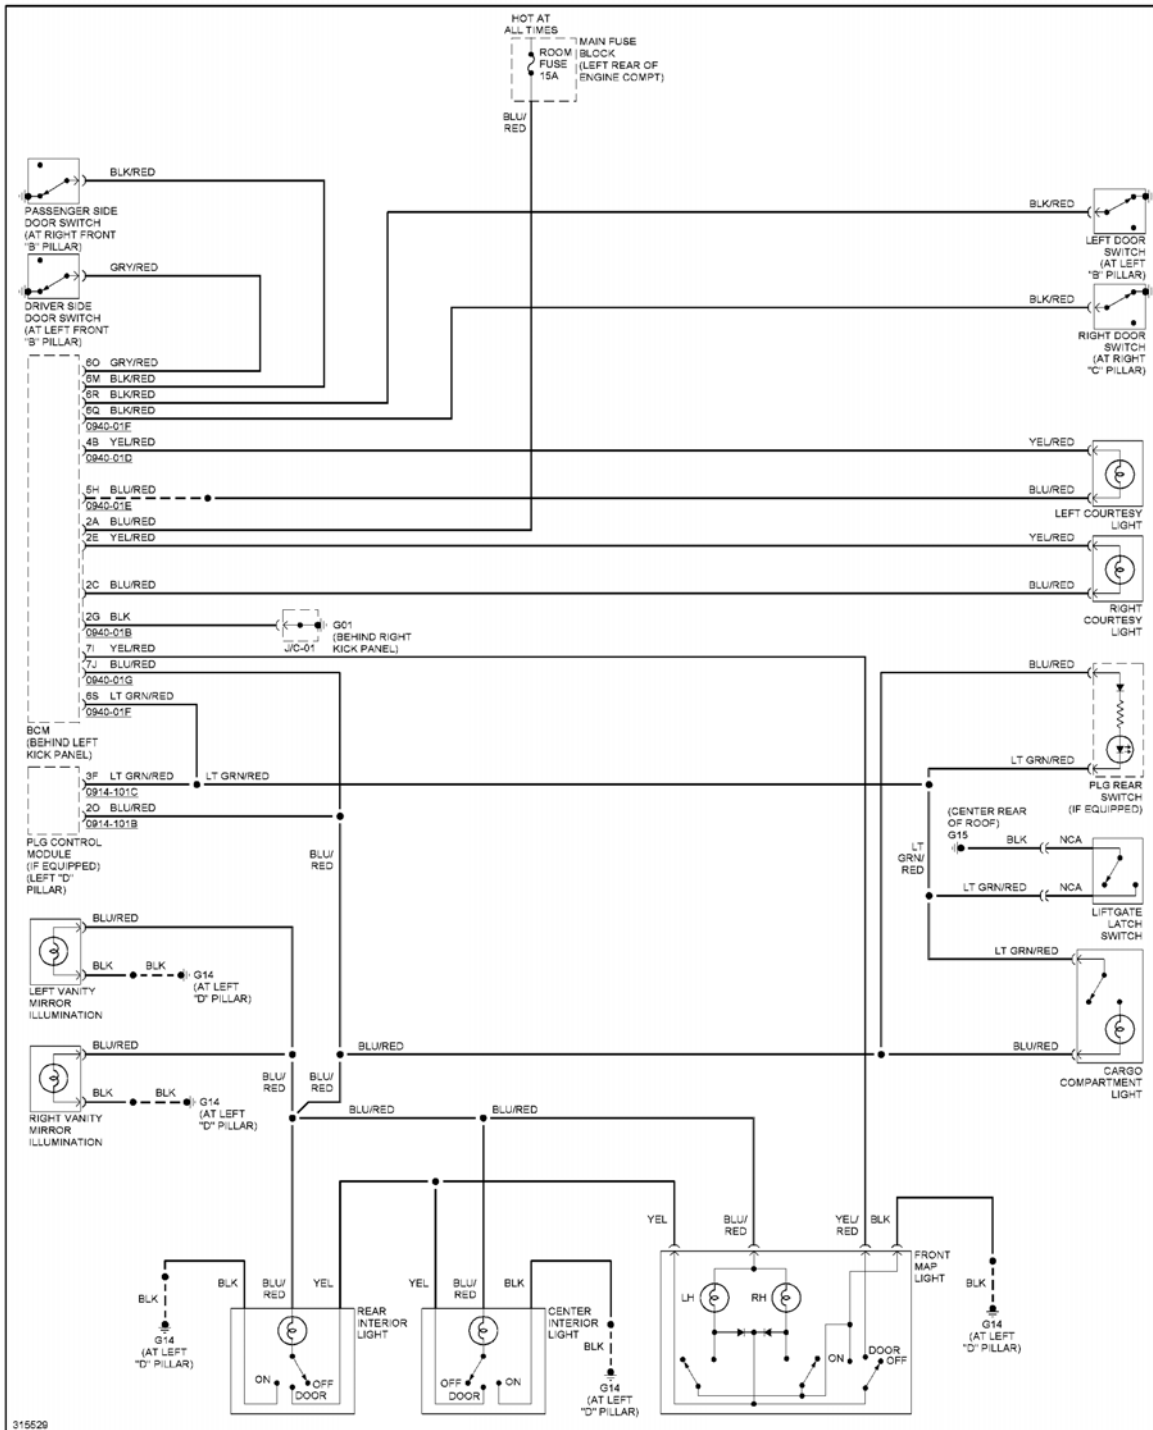 HOT AT
ALL TIMES
ROOM
FUSE
15A
MAIN FUSE
BLOCK
(LEFT REAR OF
ENGINE COMPT)
BLU/
RED
BLK/RED
PASSENGER SIDE
DOOR SWITCH
(AT RIGHT FRONT
"B" PILLAR)
GRY/RED
DRIVER SIDE
DOOR SWITCH
(AT LEFT FRONT
"B" PILLAR)
BLK/RED
LEFT DOOR
SWITCH
(AT LEFT
"B" PILLAR)
BLK/RED
RIGHT DOOR
SWITCH
(AT RIGHT
"C" PILLAR)
6O GRY/RED
6M BLK/RED
6R BLK/RED
6Q BLK/RED
0940-01F
4B YEL/RED
0940-01D
5H BLU/RED
0940-01E
2A BLU/RED
2E YEL/RED
2C BLU/RED
2G BLK
0940-01B
7I YEL/RED
7J BLU/RED
0940-01G
6S LT GRN/RED
0940-01F
BCM
(BEHIND LEFT
KICK PANEL)
J/C-01
G01
(BEHIND RIGHT
KICK PANEL)
YEL/RED
BLU/RED
LEFT COURTESY
LIGHT
YEL/RED
BLU/RED
RIGHT
COURTESY
LIGHT
BLU/RED
LT GRN/RED
PLG REAR
SWITCH
(IF EQUIPPED)
3F LT GRN/RED
LT GRN/RED
0914-101C
2O BLU/RED
0914-101B
PLG CONTROL
MODULE
(IF EQUIPPED)
(LEFT "D"
PILLAR)
BLU/
RED
(CENTER REAR
OF ROOF)
G15
BLK
NCA
LT
GRN/
RED
LT GRN/RED
NCA
LIFTGATE
LATCH
SWITCH
LT GRN/RED
BLU/RED
CARGO
COMPARTMENT
LIGHT
BLU/RED
BLK
BLK
G14
(AT LEFT
"D" PILLAR)
LEFT VANITY
MIRROR
ILLUMINATION
BLU/RED
BLK
BLK
G14
(AT LEFT
"D" PILLAR)
RIGHT VANITY
MIRROR
ILLUMINATION
BLU/RED
BLU/
RED
BLU/
RED
BLU/RED
BLU/RED
YEL
BLU/
RED
YEL/
RED
BLK
BLK
G14
(AT LEFT
"D" PILLAR)
BLK
BLU/
RED
YEL
REAR
INTERIOR
LIGHT
ON
OFF
DOOR
YEL
BLU/
RED
BLK
CENTER
INTERIOR
LIGHT
OFF
DOOR
ON
BLK
G14
(AT LEFT
"D" PILLAR)
FRONT
MAP
LIGHT
LH
RH
ON
DOOR
OFF
BLK
G14
(AT LEFT
"D" PILLAR)
315529